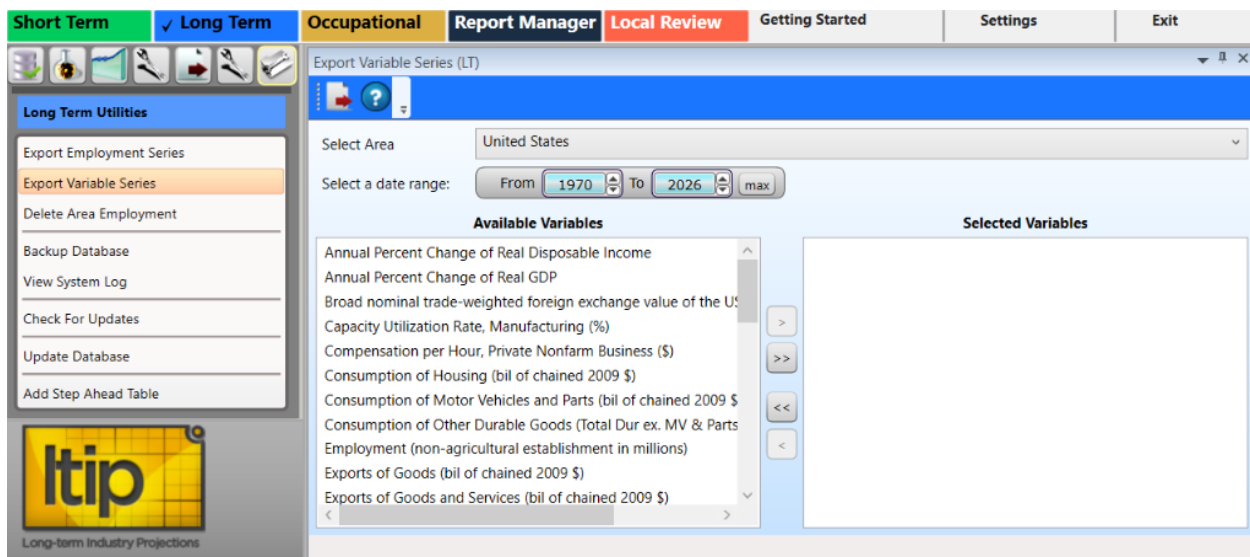 Short Term
✓ Long Term
Occupational
Report Manager
Local Review
Getting Started
Settings
Exit
Export Variable Series (LT)
Long Term Utilities
Export Employment Series
Export Variable Series
Delete Area Employment
Backup Database
View System Log
Check For Updates
Update Database
Add Step Ahead Table
ltip
Long-term Industry Projections
Select Area
United States
Select a date range:
From 1970 To 2026 max
Available Variables
Annual Percent Change of Real Disposable Income
Annual Percent Change of Real GDP
Broad nominal trade-weighted foreign exchange value of the
Capacity Utilization Rate, Manufacturing (%)
Compensation per Hour, Private Nonfarm Business ($)
Consumption of Housing (bil of chained 2009 $)
Consumption of Motor Vehicles and Parts (bil of chained 2009 $
Consumption of Other Durable Goods (Total Dur ex. MV & Parts
Employment (non-agricultural establishment in millions)
Exports of Goods (bil of chained 2009 $)
Exports of Goods and Services (bil of chained 2009 $)
>
>>
<<
<
Selected Variables